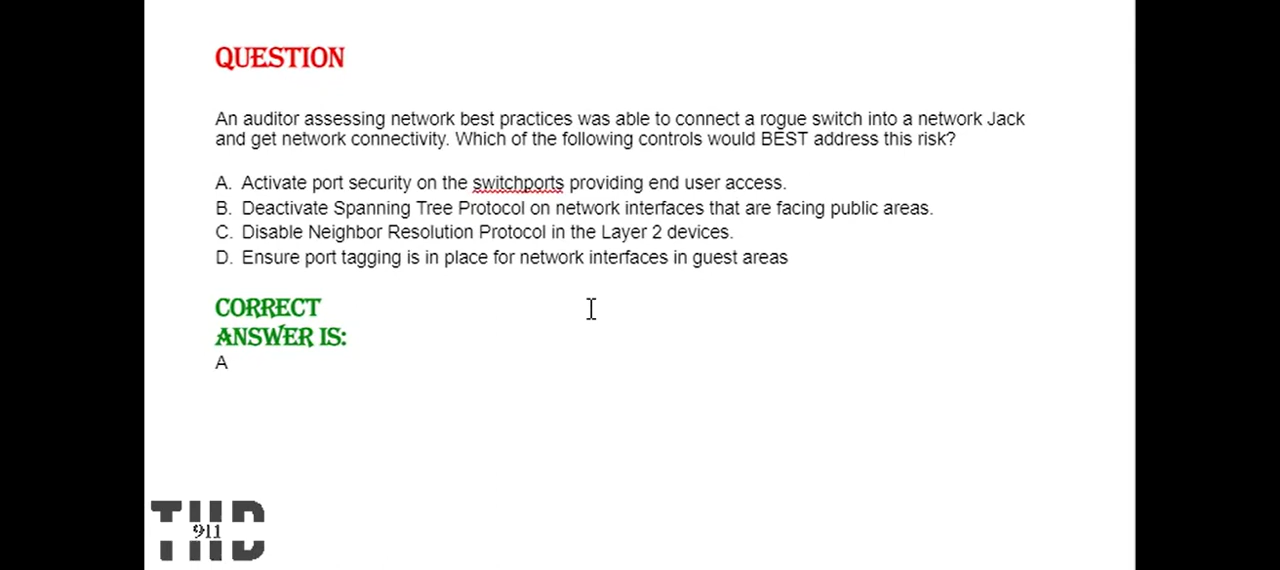 QUESTION
An auditor assessing network best practices was able to connect a rogue switch into a network Jack
and get network connectivity. Which of the following controls would BEST address this risk?
A. Activate port security on the switchports providing end user access.
B. Deactivate Spanning Tree Protocol on network interfaces that are facing public areas.
C. Disable Neighbor Resolution Protocol in the Layer 2 devices.
D. Ensure port tagging is in place for network interfaces in guest areas
CORRECT
ANSWER IS:
A
THD
911